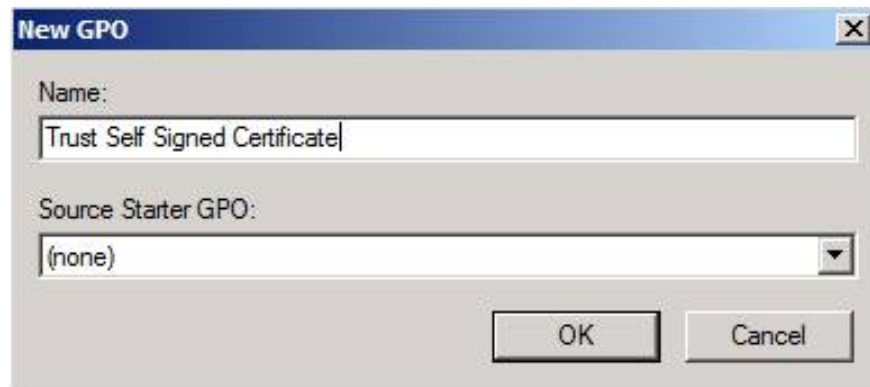 New GPO
Name:
Trust Self Signed Certificate
Source Starter GPO:
(none)
OK Cancel